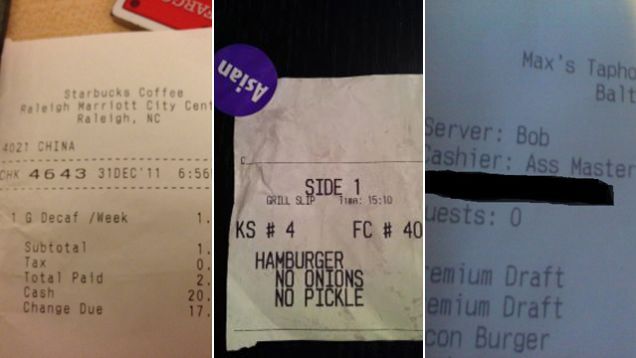 Starbucks Coffee
Raleigh Marriott City Cent
Raleigh, NC
4021 CHINA
CHK 4643 31DEC'11 6:56
1 G Decaf /Week 1.
Subtotal 1.
Tax 0.
Total Paid 2.
Cash 20.
Change Due 17.
Asian
SIDE 1
GRILL SLIP Time: 15:10
KS # 4 FC # 40
HAMBURGER
NO ONIONS
NO PICKLE
Max's Tapho
Balt
Server: Bob
Cashier: Ass Master
uests: 0
remium Draft
emium Draft
con Burger